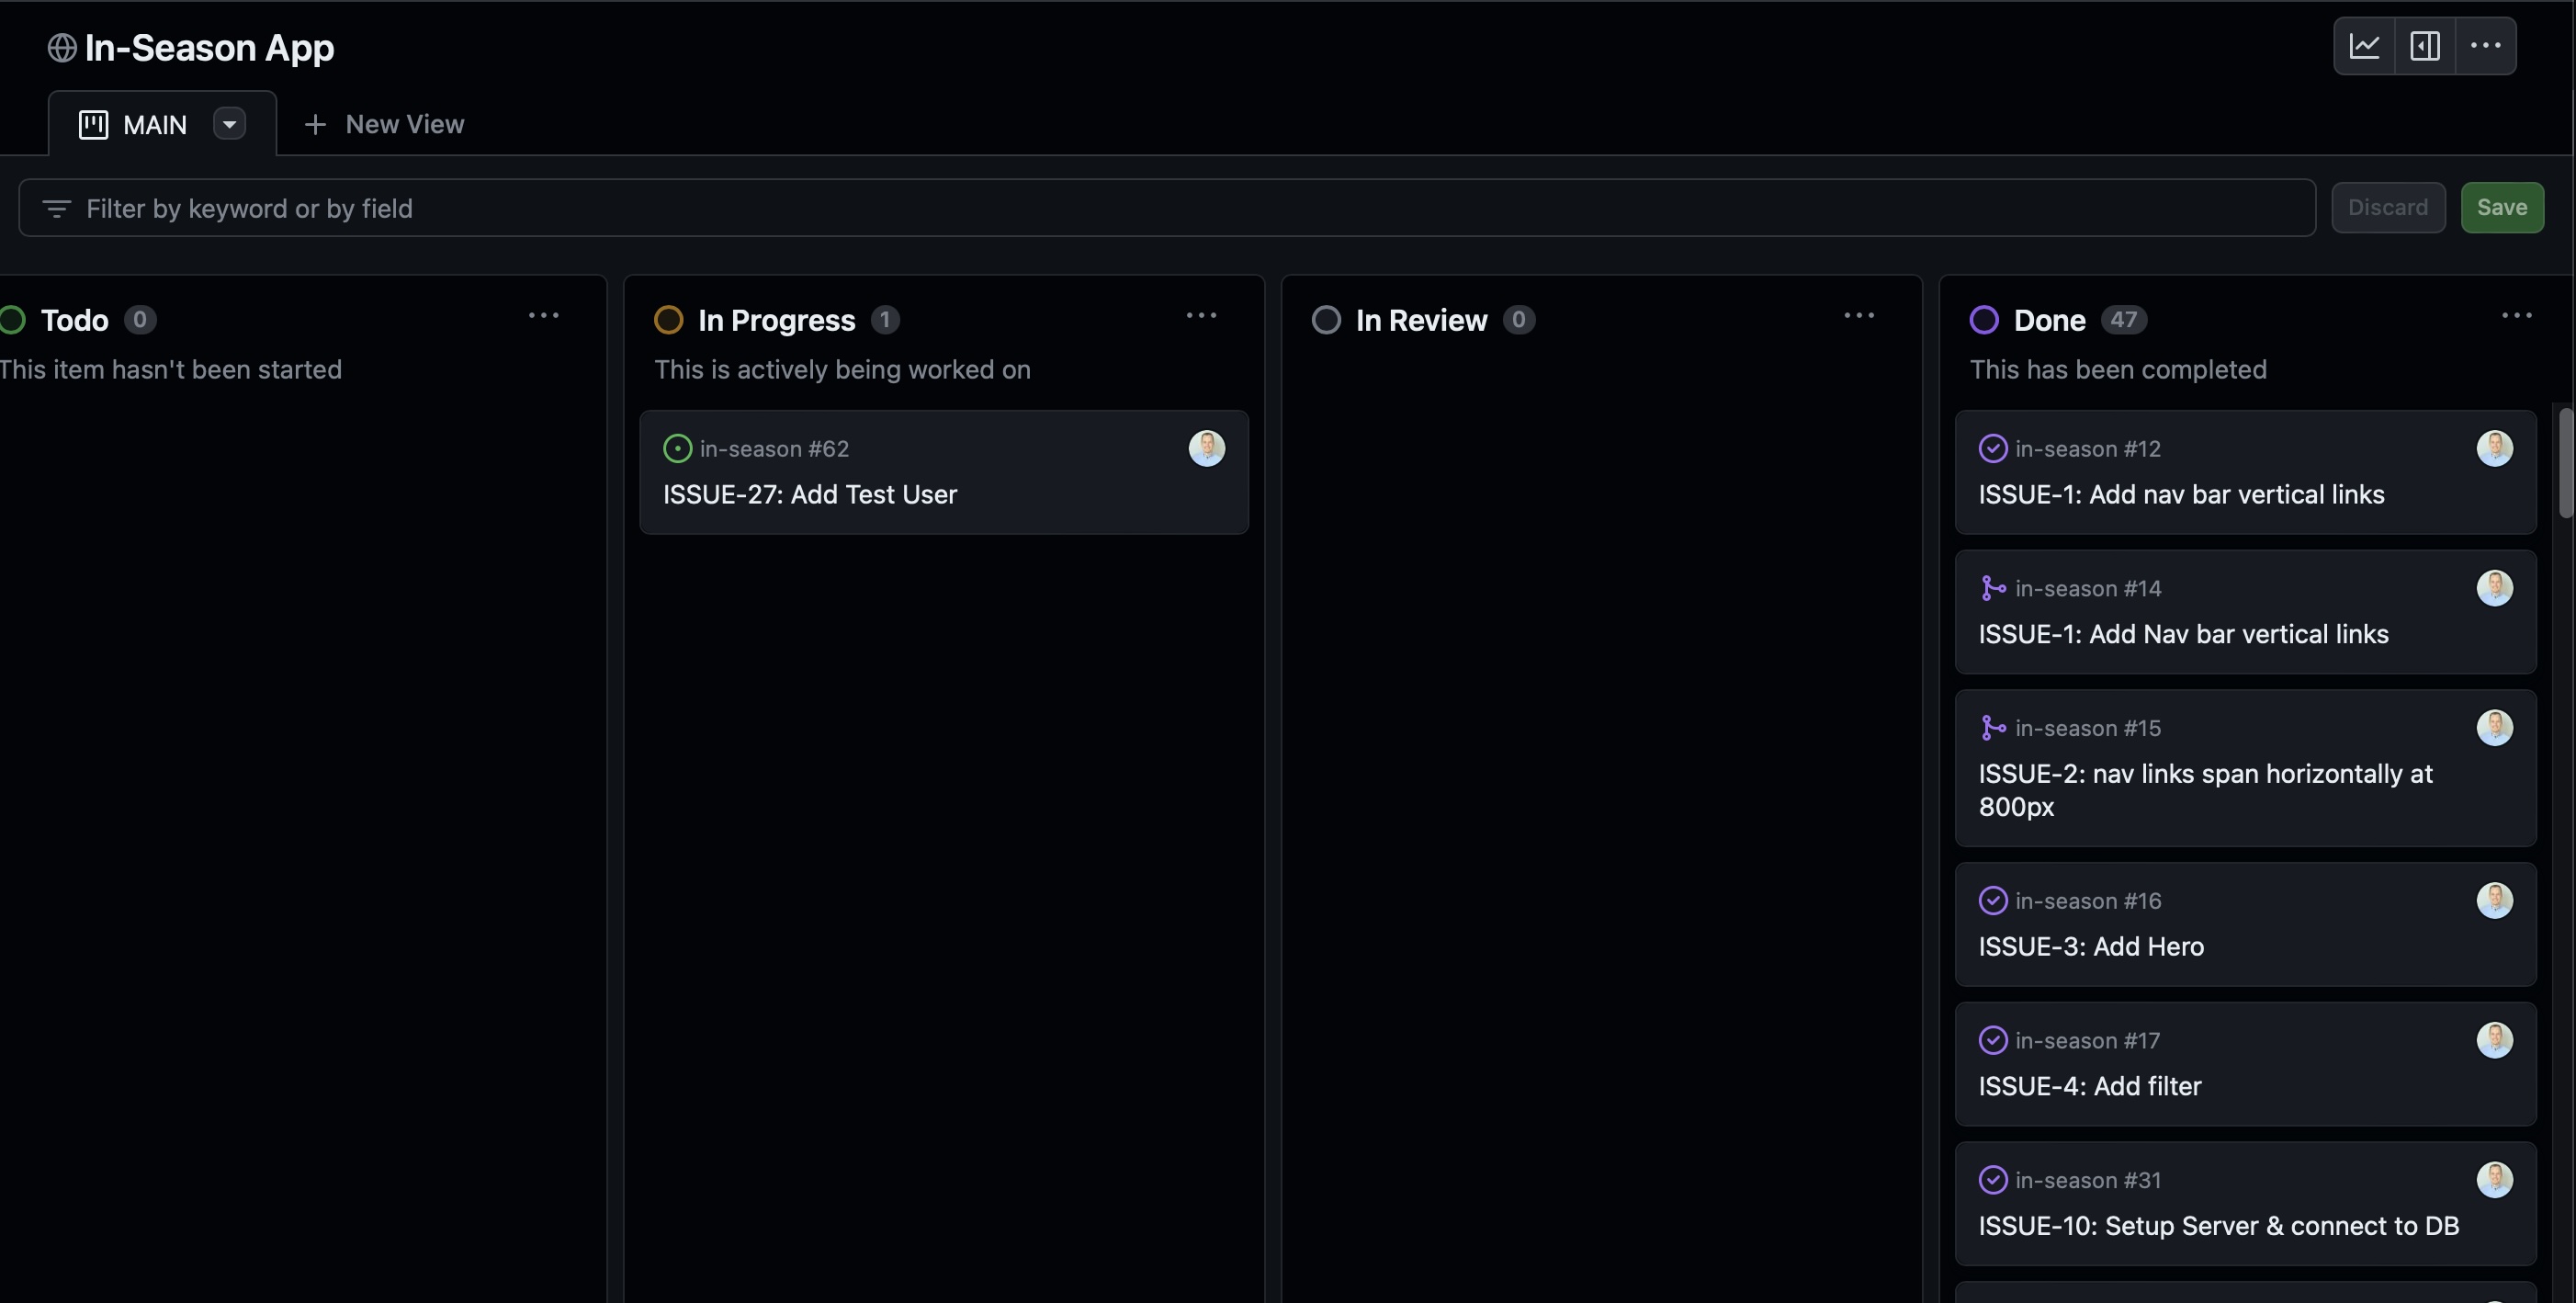 In-Season App
MAIN
New View
Filter by keyword or by field
Discard
Save
Todo 0
This item hasn't been started
In Progress 1
This is actively being worked on
in-season #62
ISSUE-27: Add Test User
In Review 0
Done 47
This has been completed
in-season #12
ISSUE-1: Add nav bar vertical links
in-season #14
ISSUE-1: Add Nav bar vertical links
in-season #15
ISSUE-2: nav links span horizontally at
800px
in-season #16
ISSUE-3: Add Hero
in-season #17
ISSUE-4: Add filter
in-season #31
ISSUE-10: Setup Server & connect to DB